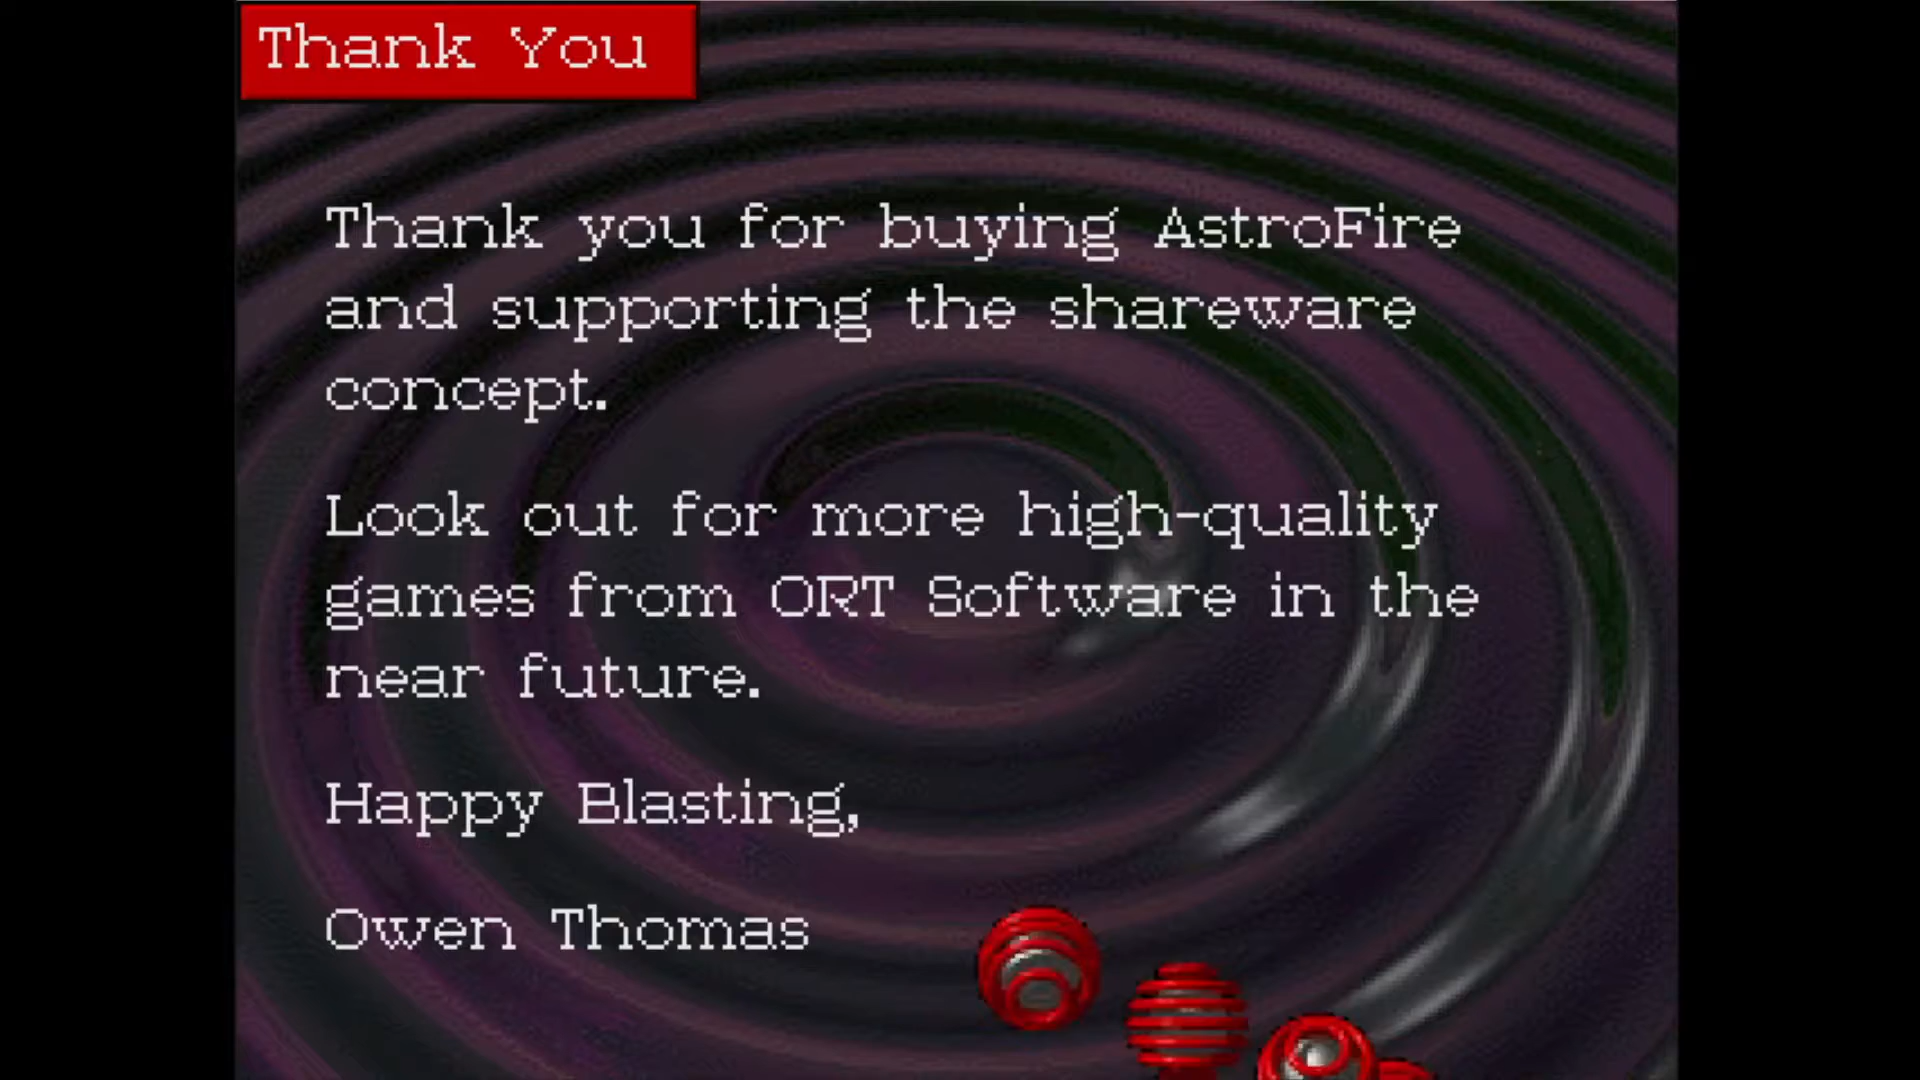 Thank You
Thank you for buying AstroFire
and supporting the shareware
concept.
Look out for more high-quality
games from ORT Software in the
near future.
Happy Blasting,
Owen Thomas